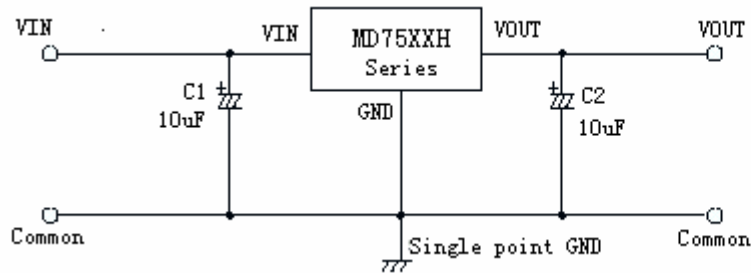 VIN
VIN
MD75XXH
Series
VOUT
VOUT
C1
10uF
GND
C2
10uF
Common
Single point GND
Common